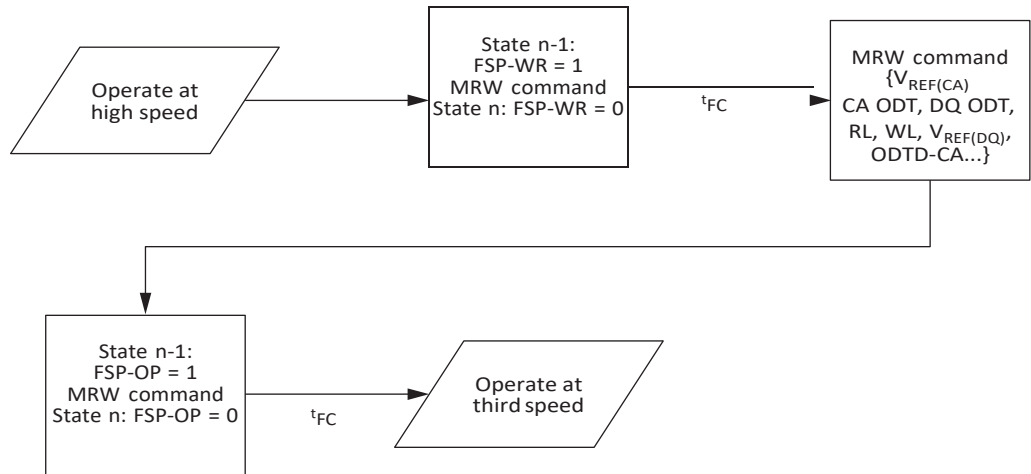 Operate at
high speed
State n-1:
FSP-WR = 1
MRW command
State n: FSP-WR = 0
tFC
MRW command
{VREF(CA)
CA ODT, DQ ODT,
RL, WL, VREF(DQ),
ODTD-CA...}
State n-1:
FSP-OP = 1
MRW command
State n: FSP-OP = 0
tFC
Operate at
third speed